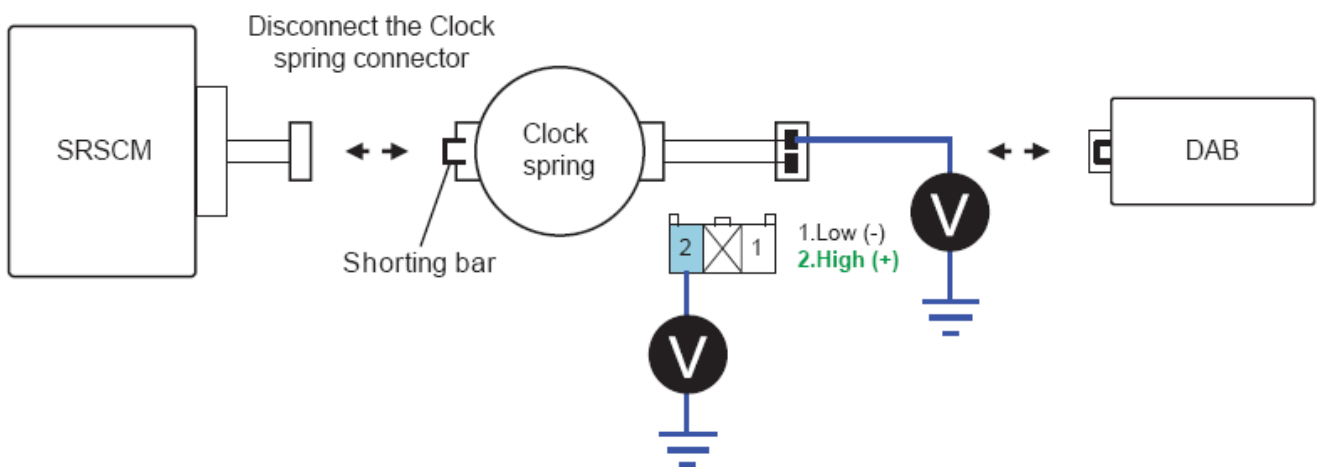 Disconnect the Clock
spring connector
SRSCM
Clock
spring
DAB
Shorting bar
V
2
1
1.Low (-)
2.High (+)
V